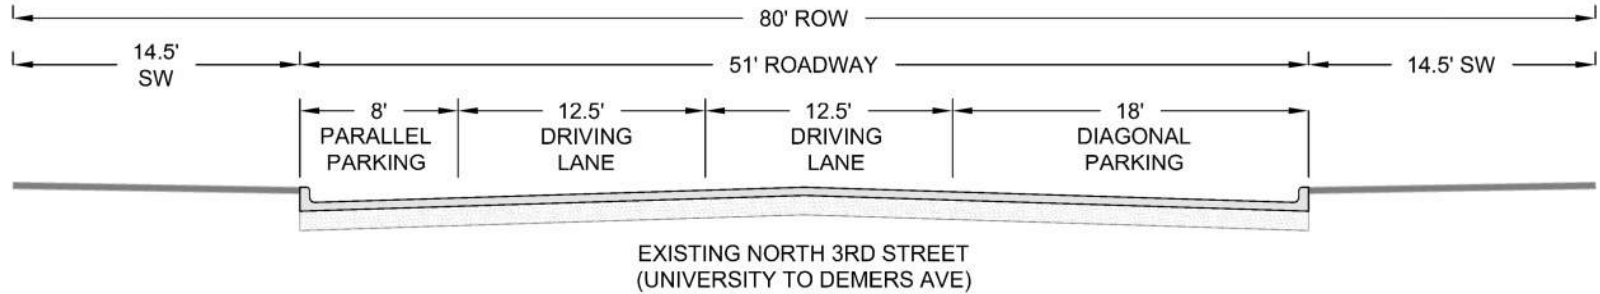 80' ROW
14.5'
SW
51' ROADWAY
14.5' SW
8'
PARALLEL
PARKING
12.5'
DRIVING
LANE
12.5'
DRIVING
LANE
18'
DIAGONAL
PARKING
EXISTING NORTH 3RD STREET
(UNIVERSITY TO DEMERS AVE)